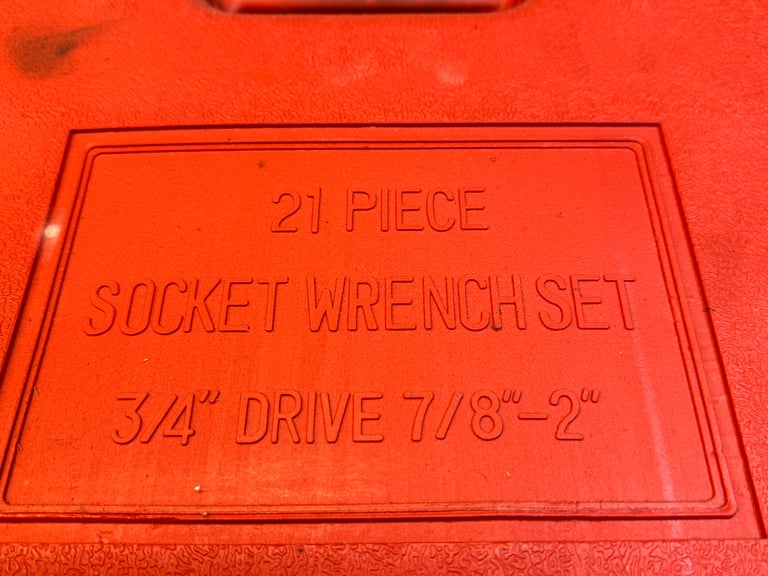 21 PIECE
SOCKET WRENCH SET
3/4" DRIVE 7/8"-2"